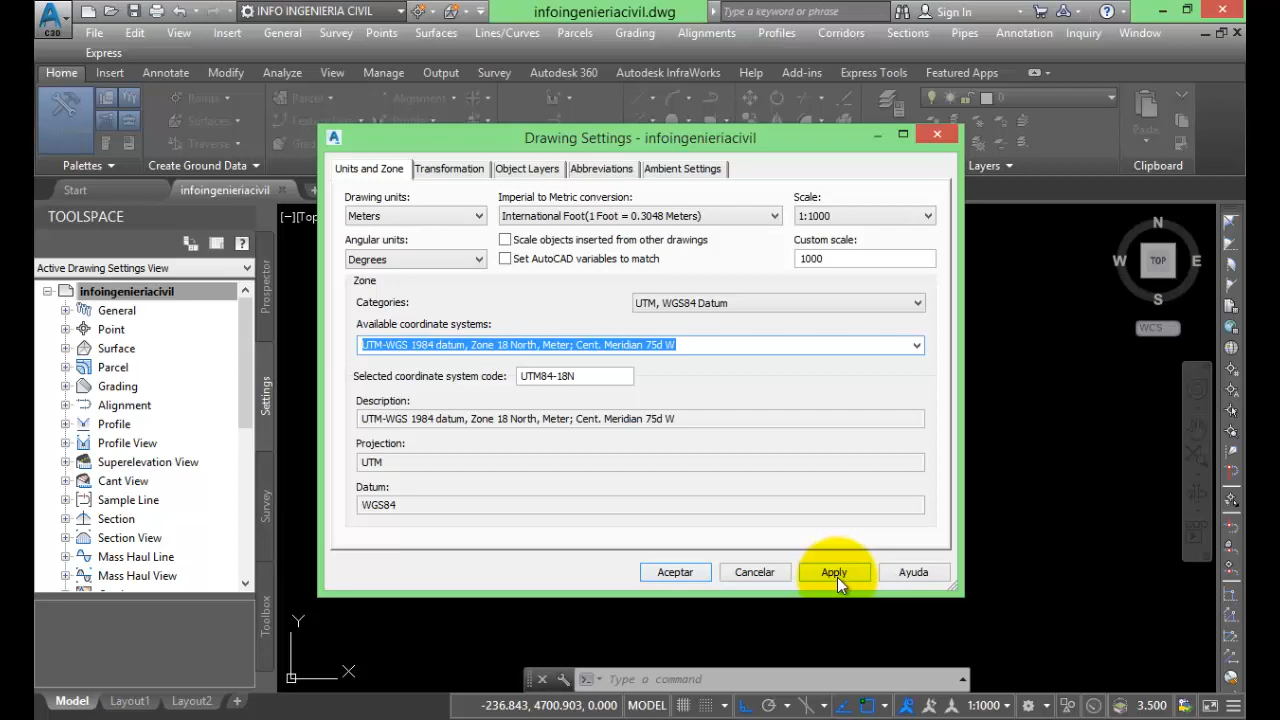 INFO INGENIERIA CIVIL
infoingenieriacivil.dwg
Type a keyword or phrase
Sign In
C3D
File Edit View Insert General Survey Points Surfaces Lines/Curves Parcels Grading Alignments Profiles Corridors Sections Pipes Annotation Inquiry Window
Express
Home Insert Annotate Modify Analyze View Manage Output Survey Autodesk 360 Autodesk InfraWorks Help Add-ins Express Tools Featured Apps
Points Parcel Alignment 0
Surfaces
Traverse Paste
Palettes Create Ground Data Layers Clipboard
Start infoingenieriacivil
TOOLSPACE
[−][Top
Active Drawing Settings View
infoingenieriacivil
General
Point
Surface
Parcel
Grading
Alignment
Profile
Profile View
Superelevation View
Cant View
Sample Line
Section
Section View
Mass Haul Line
Mass Haul View
Prospector
Settings
Survey
Toolbox
Drawing Settings - infoingenieriacivil
Units and Zone Transformation Object Layers Abbreviations Ambient Settings
Drawing units: Imperial to Metric conversion: Scale:
Meters International Foot(1 Foot = 0.3048 Meters) 1:1000
Angular units: Scale objects inserted from other drawings Custom scale:
Degrees Set AutoCAD variables to match 1000
Zone
Categories: UTM, WGS84 Datum
Available coordinate systems:
UTM-WGS 1984 datum, Zone 18 North, Meter; Cent. Meridian 75d W
Selected coordinate system code: UTM84-18N
Description:
UTM-WGS 1984 datum, Zone 18 North, Meter; Cent. Meridian 75d W
Projection:
UTM
Datum:
WGS84
Aceptar Cancelar Apply Ayuda
N
W TOP E
S
WCS
Y
X
Type a command
Model Layout1 Layout2 +
-236.843, 4700.903, 0.000 MODEL 1:1000 3.500